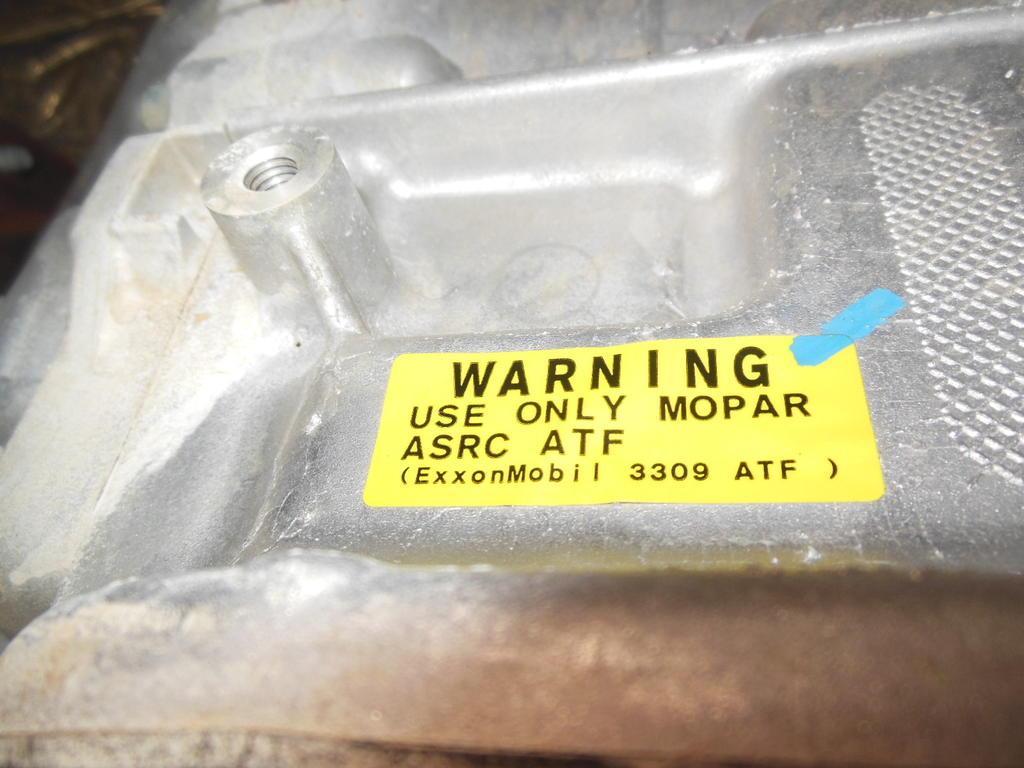 WARNING
USE ONLY MOPAR
ASRC ATF
(ExxonMobil 3309 ATF )